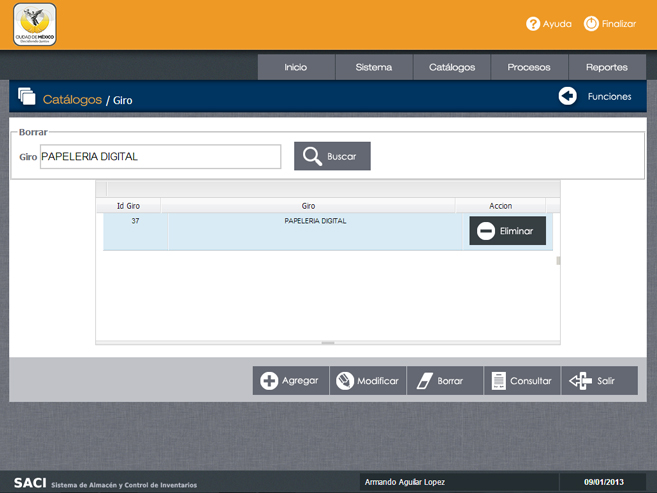 CIUDAD DE MÉXICO
Ayuda
Finalizar
Inicio
Sistema
Catálogos
Procesos
Reportes
Catálogos / Giro
Funciones
Borrar
Giro PAPELERIA DIGITAL
Buscar
Id Giro Giro Accion
37 PAPELERIA DIGITAL Eliminar
Agregar
Modificar
Borrar
Consultar
Salir
SACI Sistema de Almacén y Control de Inventarios
Armando Aguilar Lopez
09/01/2013